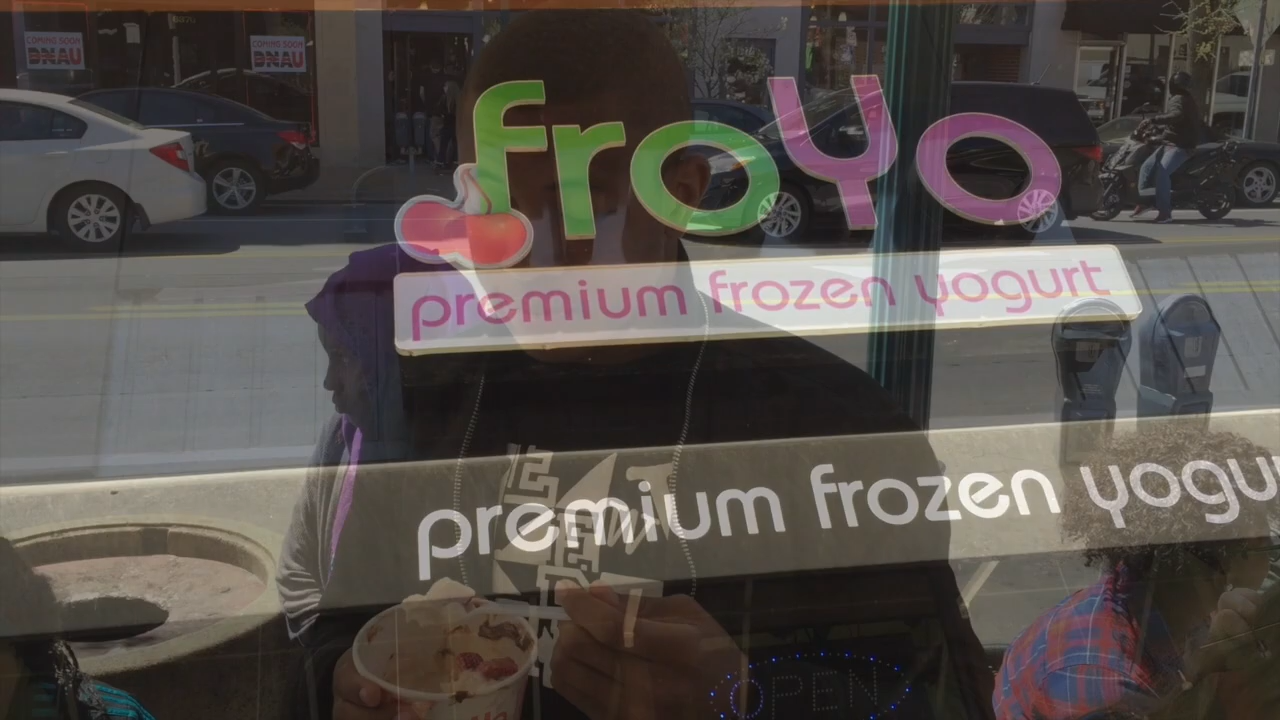 COMING SOON
DNAU
COMING SOON
DNAU
froYo
premium frozen yogurt
premium frozen yogu
OPEN